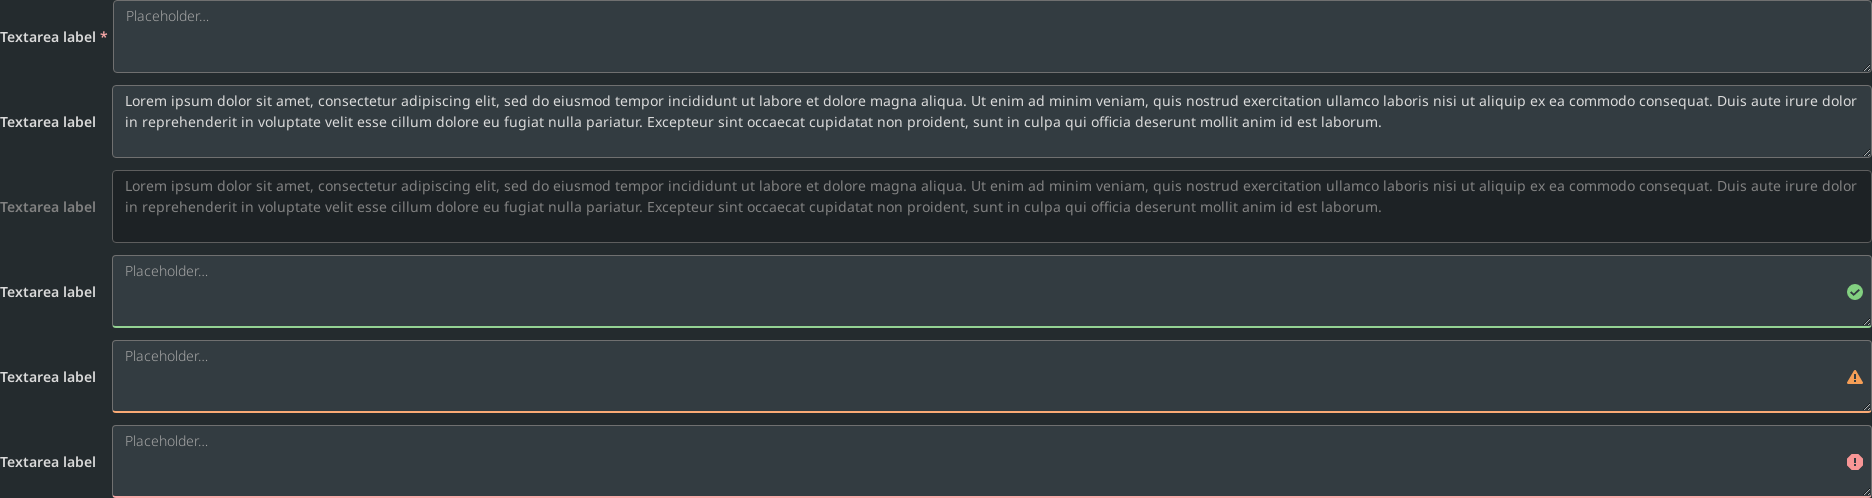 Placeholder...
Textarea label *
Lorem ipsum dolor sit amet, consectetur adipiscing elit, sed do eiusmod tempor incididunt ut labore et dolore magna aliqua. Ut enim ad minim veniam, quis nostrud exercitation ullamco laboris nisi ut aliquip ex ea commodo consequat. Duis aute irure dolor
Textarea label
in reprehenderit in voluptate velit esse cillum dolore eu fugiat nulla pariatur. Excepteur sint occaecat cupidatat non proident, sunt in culpa qui officia deserunt mollit anim id est laborum.
Lorem ipsum dolor sit amet, consectetur adipiscing elit, sed do eiusmod tempor incididunt ut labore et dolore magna aliqua. Ut enim ad minim veniam, quis nostrud exercitation ullamco laboris nisi ut aliquip ex ea commodo consequat. Duis aute irure dolor
Textarea label
in reprehenderit in voluptate velit esse cillum dolore eu fugiat nulla pariatur. Excepteur sint occaecat cupidatat non proident, sunt in culpa qui officia deserunt mollit anim id est laborum.
Placeholder...
Textarea label
Placeholder...
Textarea label
Placeholder...
Textarea label